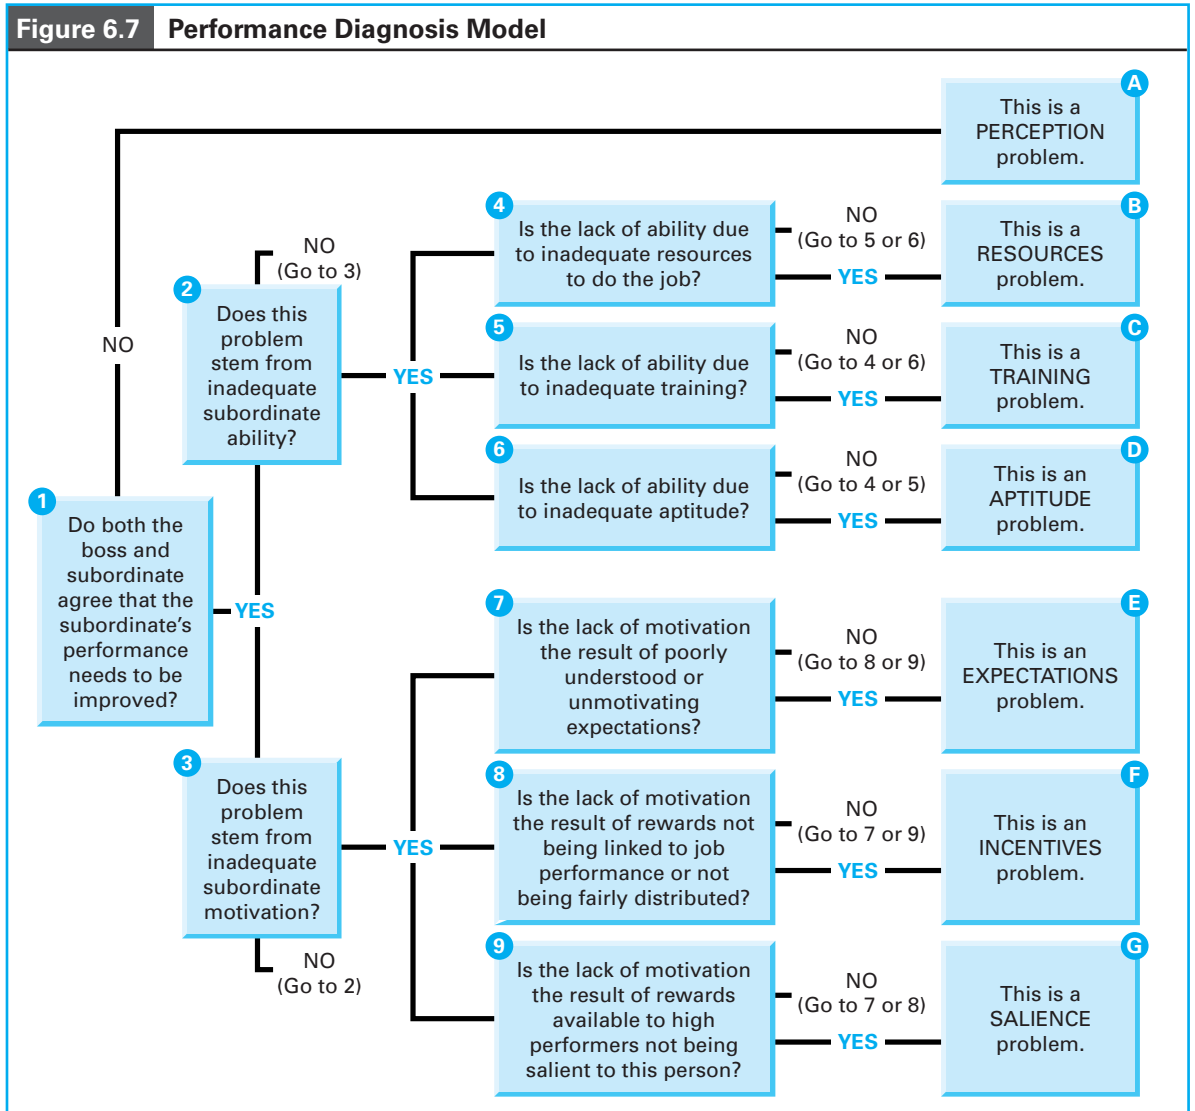 Figure 6.7 Performance Diagnosis Model
A
This is a
PERCEPTION
problem.
4
Is the lack of ability due
to inadequate resources
to do the job?
NO
(Go to 5 or 6)
YES
B
This is a
RESOURCES
problem.
NO
(Go to 3)
2
Does this
problem
stem from
inadequate
subordinate
ability?
YES
NO
5
Is the lack of ability due
to inadequate training?
NO
(Go to 4 or 6)
YES
C
This is a
TRAINING
problem.
6
Is the lack of ability due
to inadequate aptitude?
NO
(Go to 4 or 5)
YES
D
This is an
APTITUDE
problem.
1
Do both the
boss and
subordinate
agree that the
subordinate's
performance
needs to be
improved?
YES
7
Is the lack of motivation
the result of poorly
understood or
unmotivating
expectations?
NO
(Go to 8 or 9)
YES
E
This is an
EXPECTATIONS
problem.
3
Does this
problem
stem from
inadequate
subordinate
motivation?
YES
NO
(Go to 2)
8
Is the lack of motivation
the result of rewards not
being linked to job
performance or not
being fairly distributed?
NO
(Go to 7 or 9)
YES
F
This is an
INCENTIVES
problem.
9
Is the lack of motivation
the result of rewards
available to high
performers not being
salient to this person?
NO
(Go to 7 or 8)
YES
G
This is a
SALIENCE
problem.